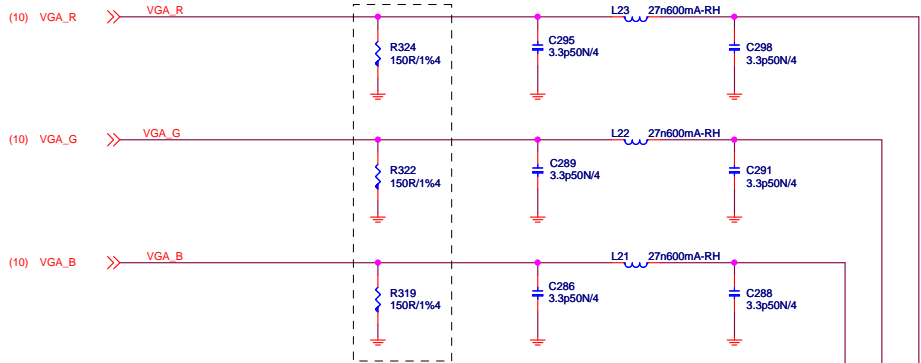 (10) VGA_R VGA_R L23 27n600mA-RH
R324
150R/1%4
C295
3.3p50N/4
C298
3.3p50N/4
(10) VGA_G VGA_G L22 27n600mA-RH
R322
150R/1%4
C289
3.3p50N/4
C291
3.3p50N/4
(10) VGA_B VGA_B L21 27n600mA-RH
R319
150R/1%4
C286
3.3p50N/4
C288
3.3p50N/4